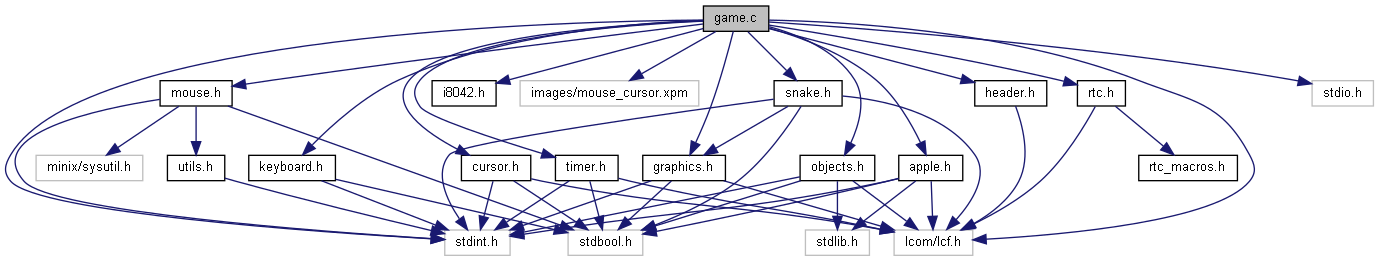 game.c
mouse.h
i8042.h
images/mouse_cursor.xpm
snake.h
header.h
rtc.h
stdio.h
minix/sysutil.h
utils.h
keyboard.h
cursor.h
timer.h
graphics.h
objects.h
apple.h
rtc_macros.h
stdint.h
stdbool.h
stdlib.h
lcom/lcf.h